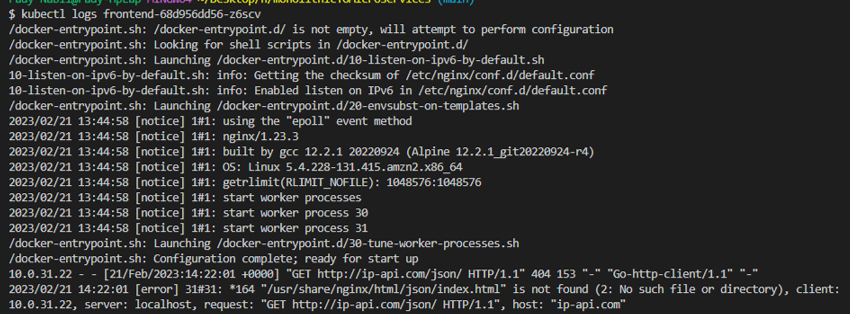 $ kubectl logs frontend-68d956dd56-z6scv
/docker-entrypoint.sh: /docker-entrypoint.d/ is not empty, will attempt to perform configuration
/docker-entrypoint.sh: Looking for shell scripts in /docker-entrypoint.d/
/docker-entrypoint.sh: Launching /docker-entrypoint.d/10-listen-on-ipv6-by-default.sh
10-listen-on-ipv6-by-default.sh: info: Getting the checksum of /etc/nginx/conf.d/default.conf
10-listen-on-ipv6-by-default.sh: info: Enabled listen on IPv6 in /etc/nginx/conf.d/default.conf
/docker-entrypoint.sh: Launching /docker-entrypoint.d/20-envsubst-on-templates.sh
2023/02/21 13:44:58 [notice] 1#1: using the "epoll" event method
2023/02/21 13:44:58 [notice] 1#1: nginx/1.23.3
2023/02/21 13:44:58 [notice] 1#1: built by gcc 12.2.1 20220924 (Alpine 12.2.1_git20220924-r4)
2023/02/21 13:44:58 [notice] 1#1: OS: Linux 5.4.228-131.415.amzn2.x86_64
2023/02/21 13:44:58 [notice] 1#1: getrlimit(RLIMIT_NOFILE): 1048576:1048576
2023/02/21 13:44:58 [notice] 1#1: start worker processes
2023/02/21 13:44:58 [notice] 1#1: start worker process 30
2023/02/21 13:44:58 [notice] 1#1: start worker process 31
/docker-entrypoint.sh: Launching /docker-entrypoint.d/30-tune-worker-processes.sh
/docker-entrypoint.sh: Configuration complete; ready for start up
10.0.31.22 - - [21/Feb/2023:14:22:01 +0000] "GET http://ip-api.com/json/ HTTP/1.1" 404 153 "-" "Go-http-client/1.1" "-"
2023/02/21 14:22:01 [error] 31#31: *164 "/usr/share/nginx/html/json/index.html" is not found (2: No such file or directory), client:
10.0.31.22, server: localhost, request: "GET http://ip-api.com/json/ HTTP/1.1", host: "ip-api.com"